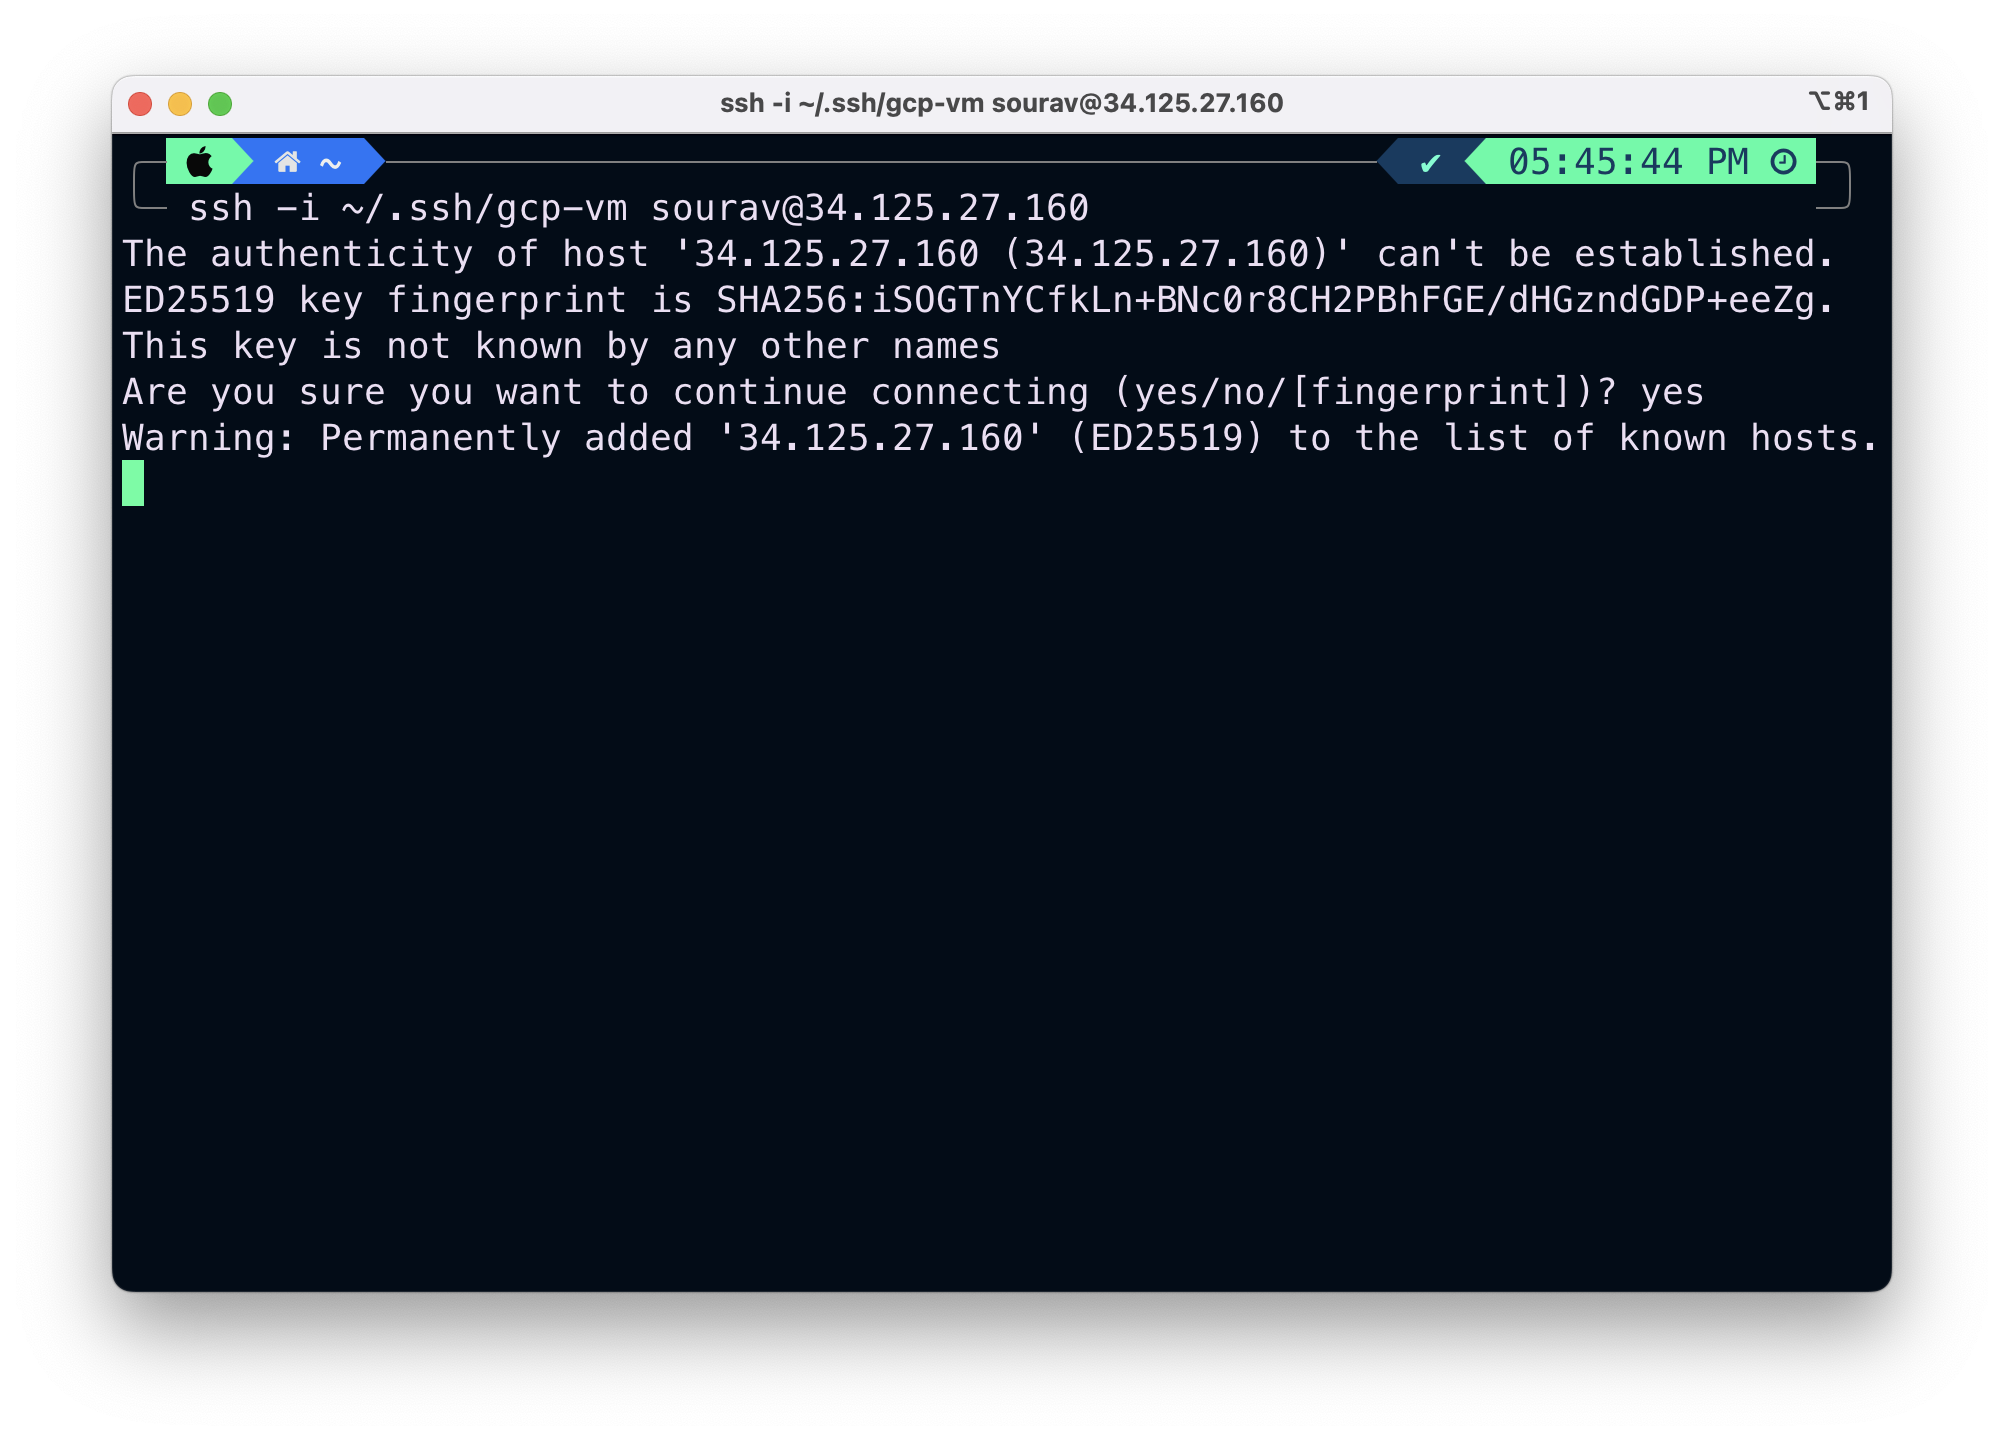 ssh -i ~/.ssh/gcp-vm sourav@34.125.27.160
⌥⌘1
~ ✔ 05:45:44 PM
ssh -i ~/.ssh/gcp-vm sourav@34.125.27.160
The authenticity of host '34.125.27.160 (34.125.27.160)' can't be established.
ED25519 key fingerprint is SHA256:iSOGTnYCfkLn+BNc0r8CH2PBhFGE/dHGzndGDP+eeZg.
This key is not known by any other names
Are you sure you want to continue connecting (yes/no/[fingerprint])? yes
Warning: Permanently added '34.125.27.160' (ED25519) to the list of known hosts.